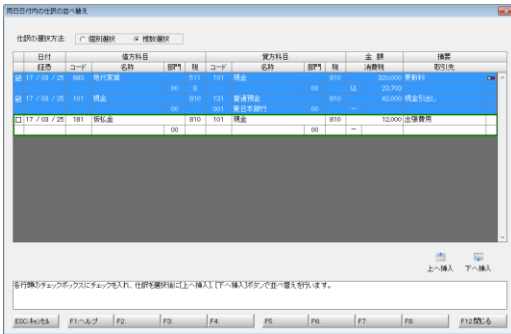 同日日付内の仕訳の並べ替え
仕訳の選択方法: 個別選択 複数選択
日付 借方科目 貸方科目 金 額 摘要
証憑 コード 名称 部門 税 コード 名称 部門 税 消費税 取引先
17 / 03 / 25 683 地代家賃 511 101 現金 810 320,000 更新料
00 0 00 込 23,703
17 / 03 / 25 101 現金 810 131 普通預金 810 40,000 現金引出し
00 001 東日本銀行 00 ー
17 / 03 / 25 181 仮払金 810 101 現金 810 12,000 出張費用
00 00 ー
上へ挿入 下へ挿入
各行頭のチェックボックスにチェックを入れ、仕訳を選択後に[上へ挿入]、[下へ挿入]ボタンで並べ替えを行います。
ESC:キャンセル F1:ヘルプ F2: F3: F4: F5: F6: F7: F8: F12:閉じる